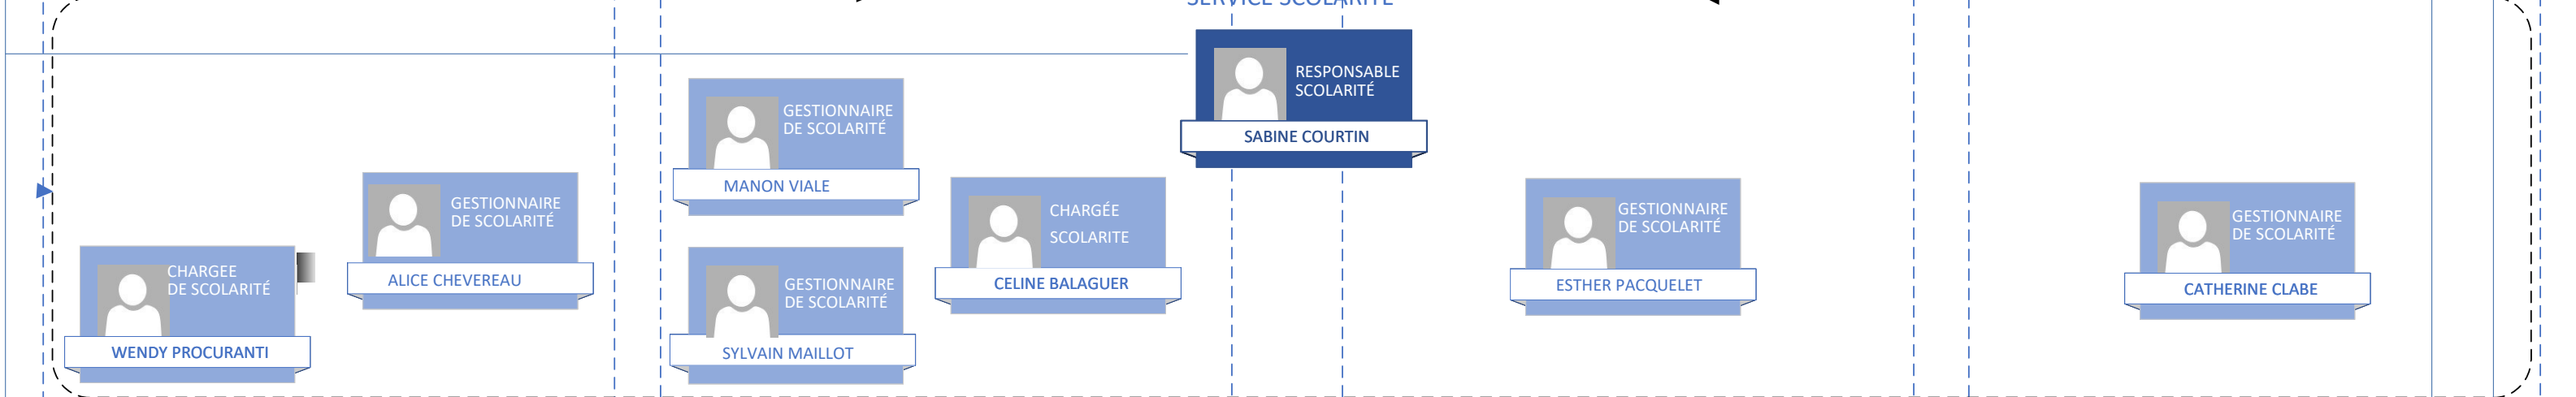 SERVICE SCOLARITÉ
RESPONSABLE
SCOLARITÉ
SABINE COURTIN
GESTIONNAIRE
DE SCOLARITÉ
MANON VIALE
GESTIONNAIRE
DE SCOLARITÉ
ALICE CHEVEREAU
CHARGEE
DE SCOLARITÉ
WENDY PROCURANTI
GESTIONNAIRE
DE SCOLARITÉ
SYLVAIN MAILLOT
CHARGÉE
SCOLARITE
CELINE BALAGUER
GESTIONNAIRE
DE SCOLARITÉ
ESTHER PACQUELET
GESTIONNAIRE
DE SCOLARITÉ
CATHERINE CLABE